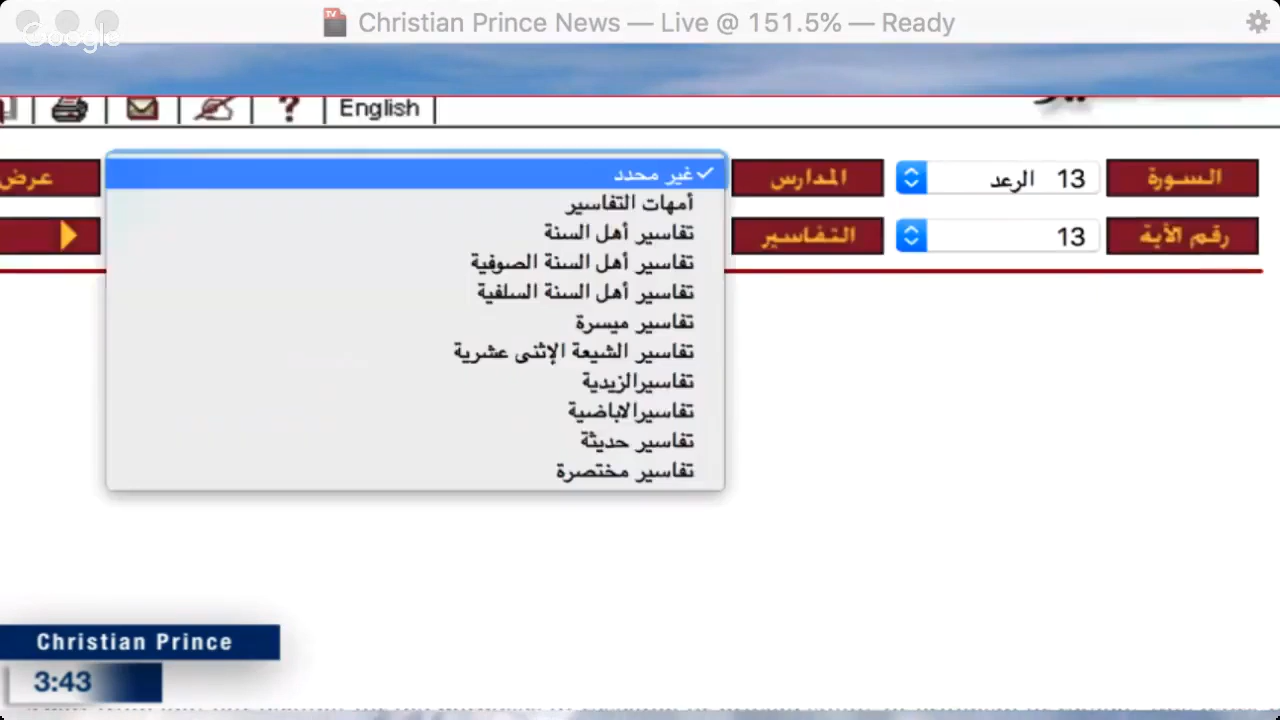 Google
Christian Prince News — Live @ 151.5% — Ready
English
السورة
13 الرعد
المدارس
عرض
رقم الآية
13
التفاسير
غير محدد
أمهات التفاسير
تفاسير أهل السنة
تفاسير أهل السنة الصوفية
تفاسير أهل السنة السلفية
تفاسير ميسرة
تفاسير الشيعة الإثنى عشرية
تفاسيرالزيدية
تفاسيرالاباضية
تفاسير حديثة
تفاسير مختصرة
Christian Prince
3:43